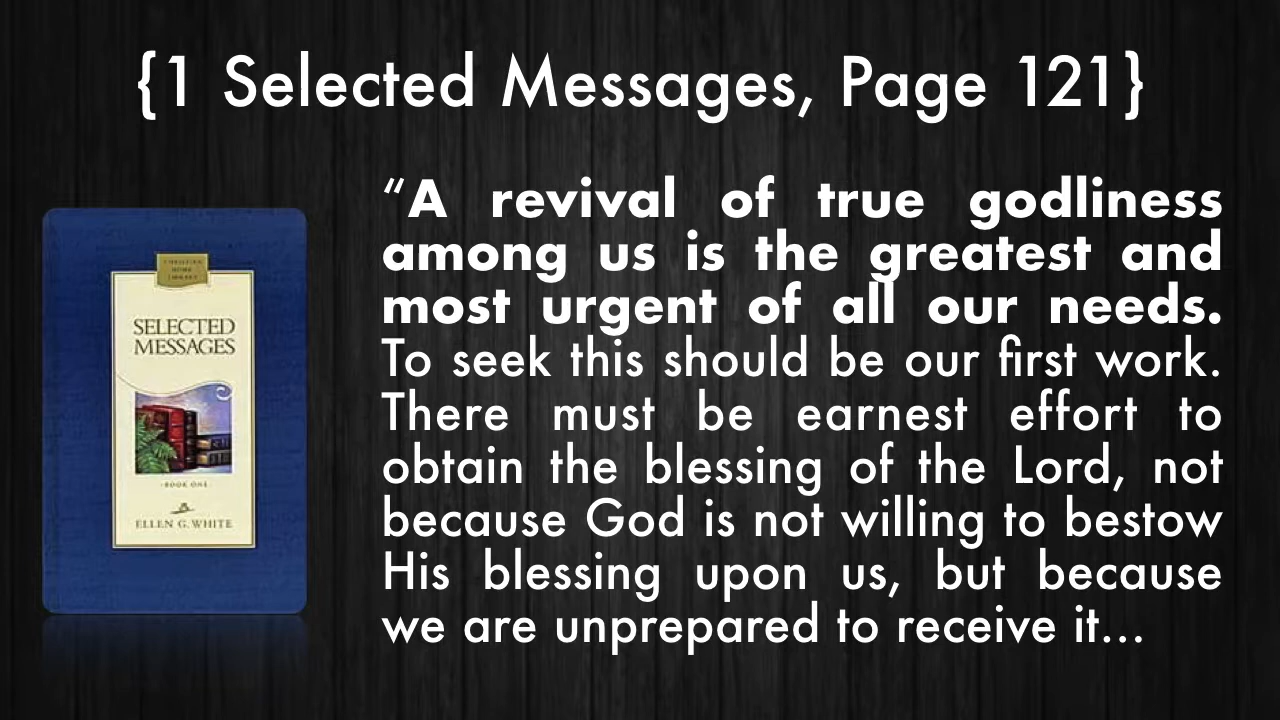 {1 Selected Messages, Page 121}
“A revival of true godliness
among us is the greatest and
most urgent of all our needs.
To seek this should be our first work.
There must be earnest effort to
obtain the blessing of the Lord, not
because God is not willing to bestow
His blessing upon us, but because
we are unprepared to receive it...
CHRISTIAN
HOME
LIBRARY
SELECTED
MESSAGES
·BOOK ONE·
ELLEN G. WHITE